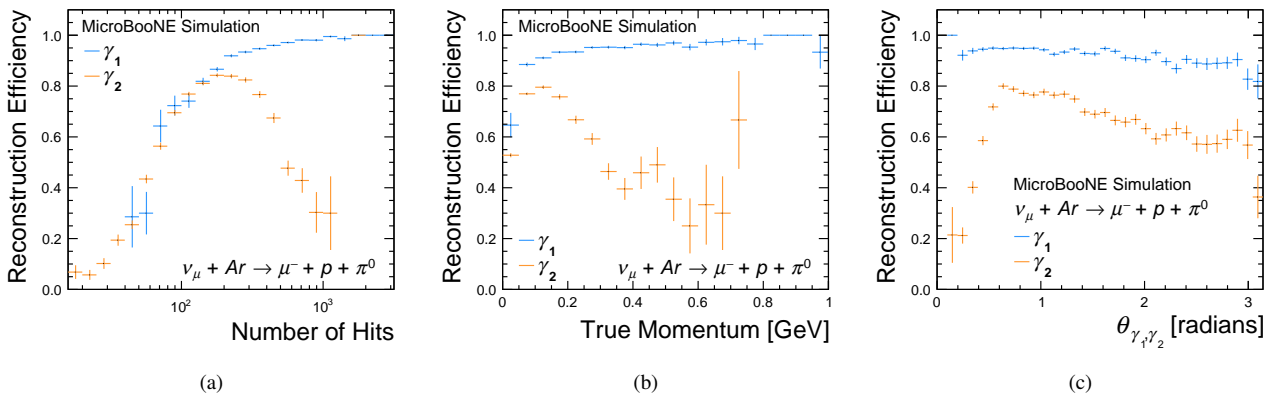 Reconstruction Efficiency
MicroBooNE Simulation
γ1
γ2
νμ + Ar → μ− + p + π0
0.0
0.2
0.4
0.6
0.8
1.0
10²
10³
Number of Hits
(a)
Reconstruction Efficiency
MicroBooNE Simulation
γ1
γ2
νμ + Ar → μ− + p + π0
0.0
0.2
0.4
0.6
0.8
1.0
0
0.2
0.4
0.6
0.8
1
True Momentum [GeV]
(b)
Reconstruction Efficiency
MicroBooNE Simulation
νμ + Ar → μ− + p + π0
γ1
γ2
0.0
0.2
0.4
0.6
0.8
1.0
0
1
2
3
θγ1,γ2 [radians]
(c)